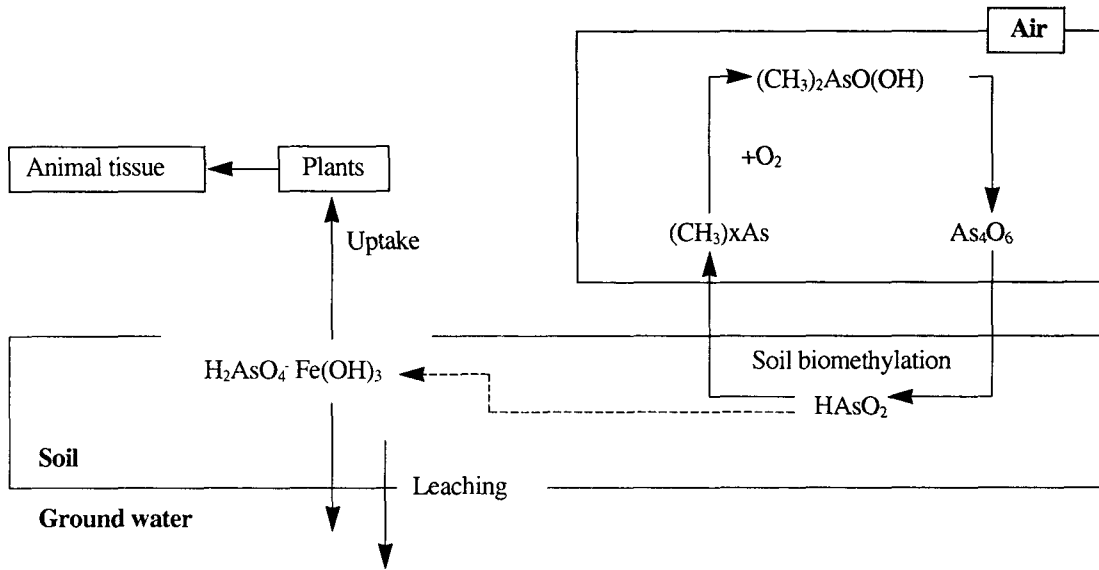 Air
(CH₃)₂AsO(OH)
+O₂
Animal tissue
Plants
Uptake
(CH₃)xAs
As₄O₆
Soil biomethylation
H₂AsO₄⁻ Fe(OH)₃
HAsO₂
Soil
Leaching
Ground water